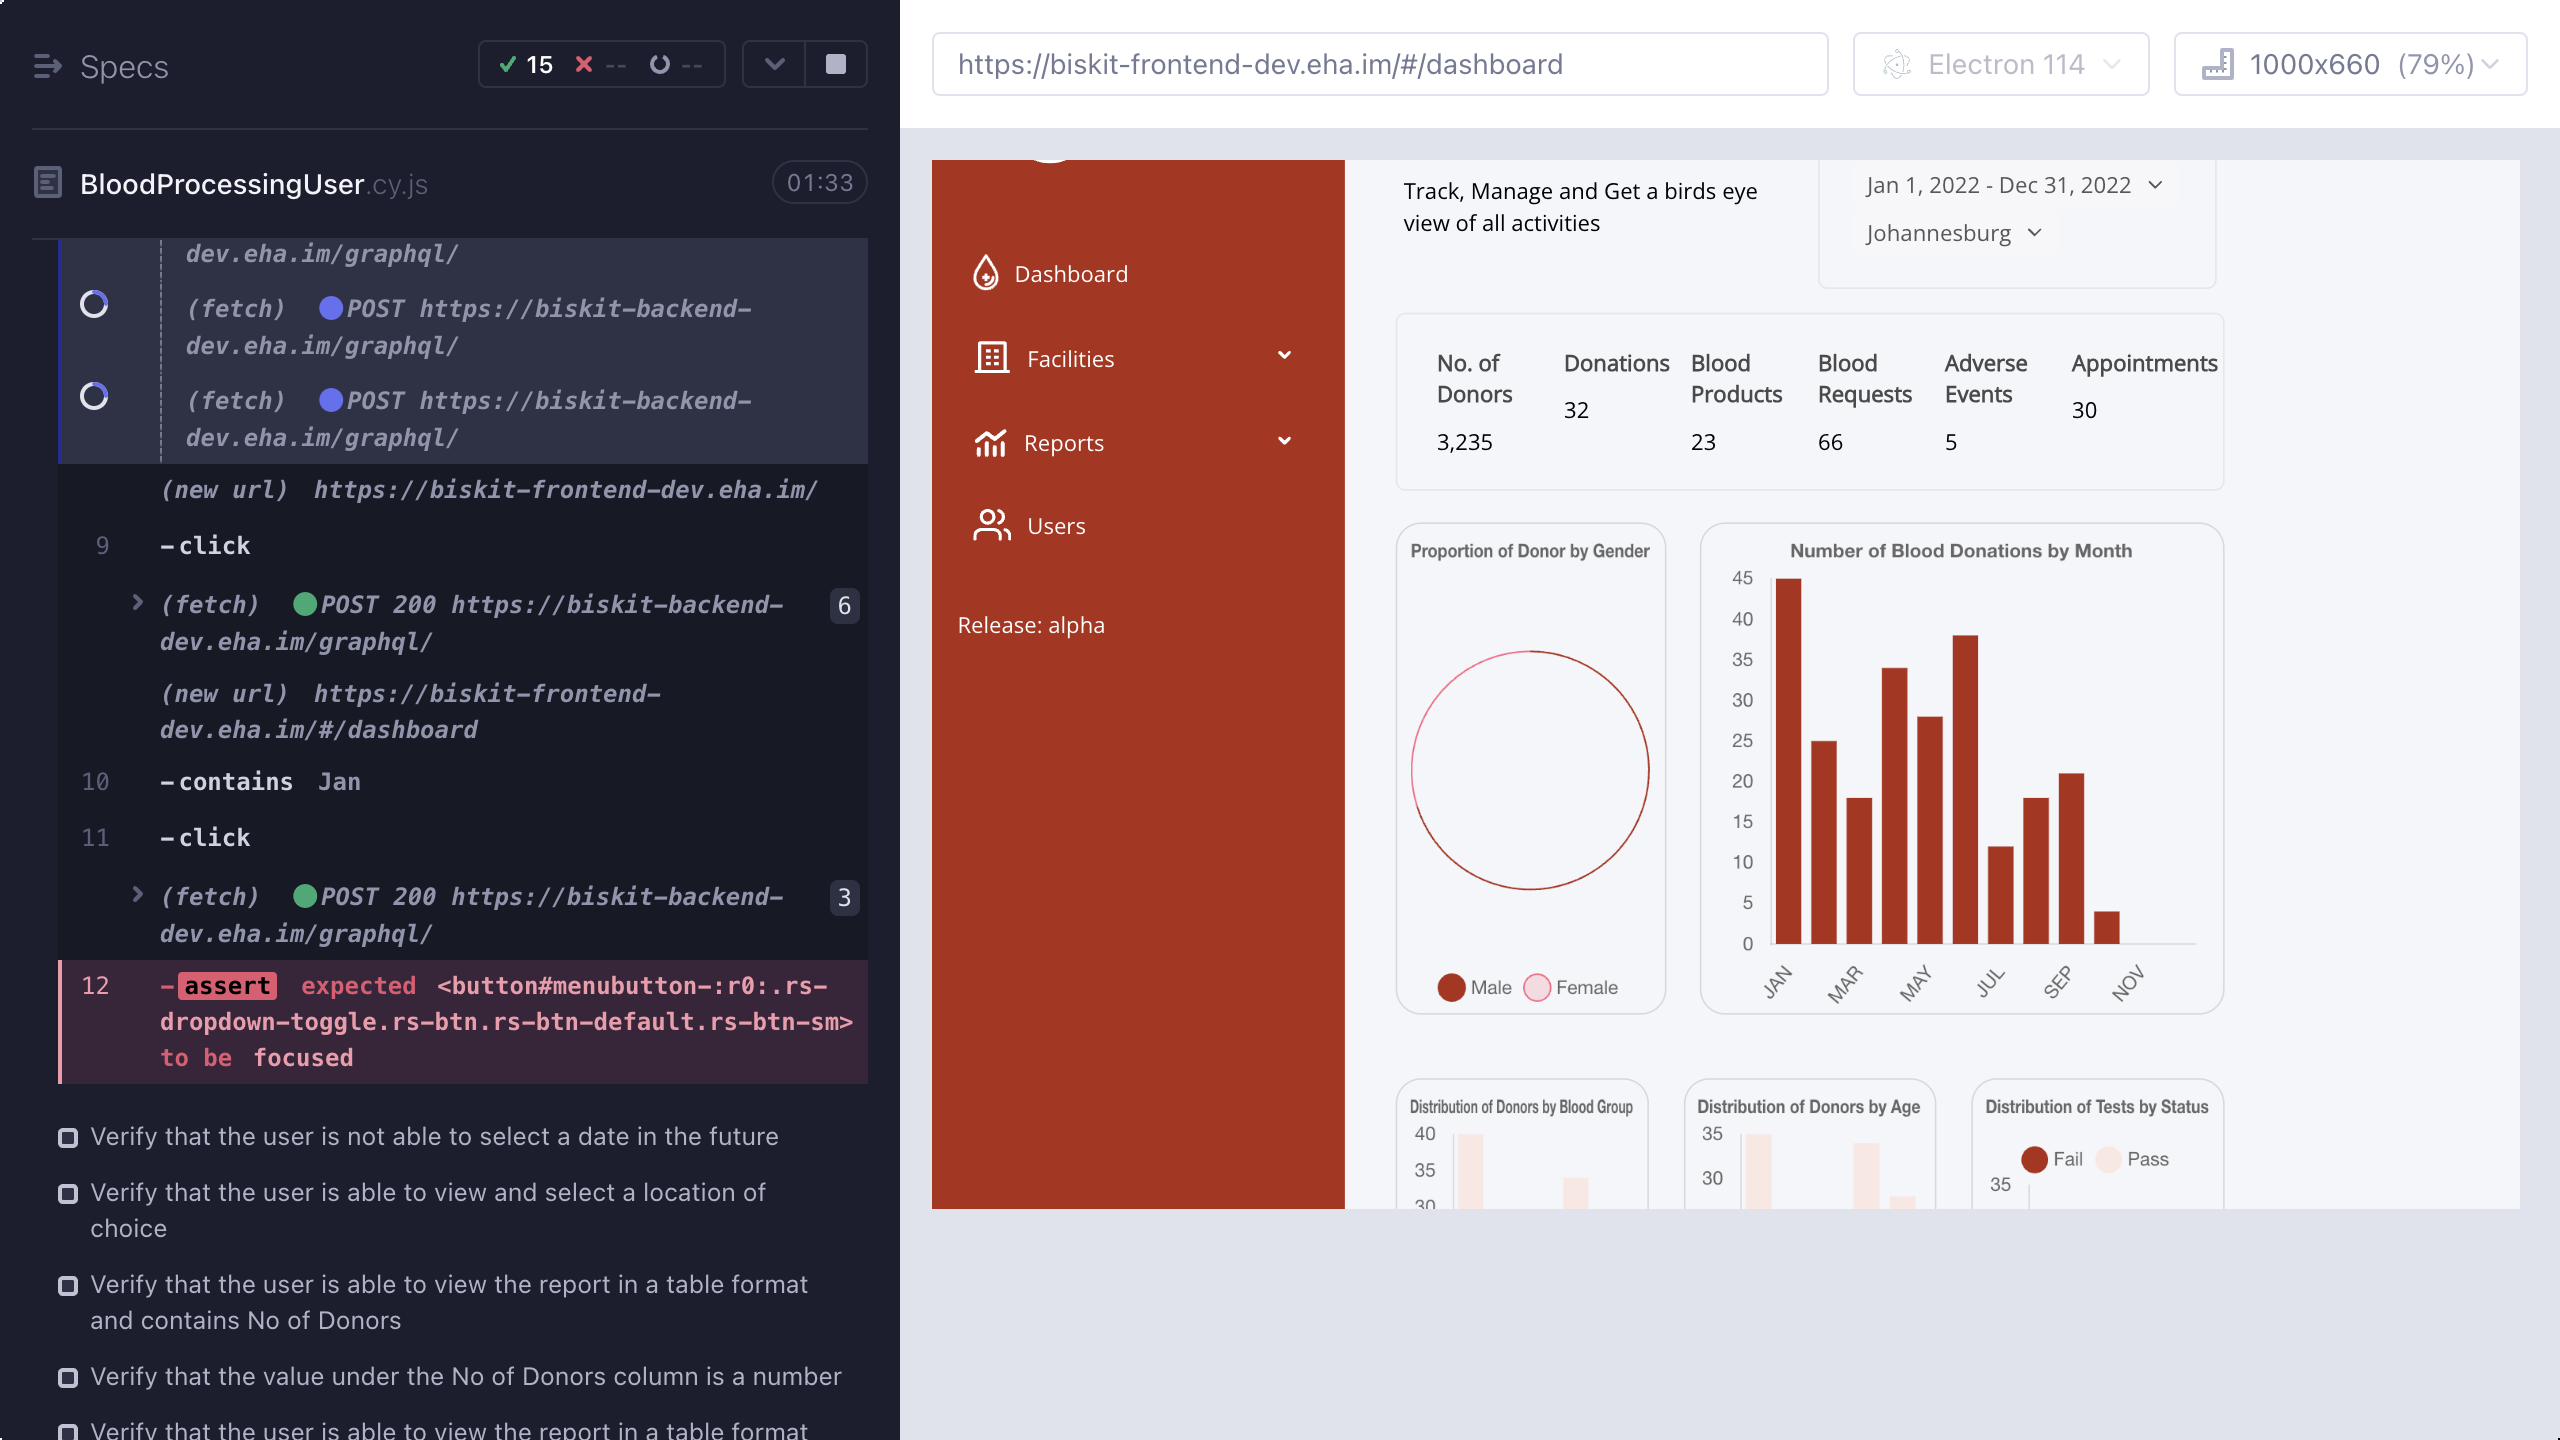 Specs
15 -- --
BloodProcessingUser.cy.js
01:33
dev.eha.im/graphql/
(fetch) POST https://biskit-backend-
dev.eha.im/graphql/
(fetch) POST https://biskit-backend-
dev.eha.im/graphql/
(new url) https://biskit-frontend-dev.eha.im/
9 -click
(fetch) POST 200 https://biskit-backend- 6
dev.eha.im/graphql/
(new url) https://biskit-frontend-
dev.eha.im/#/dashboard
10 -contains Jan
11 -click
(fetch) POST 200 https://biskit-backend- 3
dev.eha.im/graphql/
12 -assert expected <button#menubutton-:r0:.rs-
dropdown-toggle.rs-btn.rs-btn-default.rs-btn-sm>
to be focused
Verify that the user is not able to select a date in the future
Verify that the user is able to view and select a location of
choice
Verify that the user is able to view the report in a table format
and contains No of Donors
Verify that the value under the No of Donors column is a number
Verify that the user is able to view the report in a table format
https://biskit-frontend-dev.eha.im/#/dashboard
Electron 114
1000x660 (79%)
Dashboard
Facilities
Reports
Users
Release: alpha
Track, Manage and Get a birds eye
view of all activities
Jan 1, 2022 - Dec 31, 2022
Johannesburg
No. of
Donors
3,235
Donations
32
Blood
Products
23
Blood
Requests
66
Adverse
Events
5
Appointments
30
Proportion of Donor by Gender
Male Female
Number of Blood Donations by Month
45
40
35
30
25
20
15
10
5
0
JAN MAR MAY JUL SEP NOV
Distribution of Donors by Blood Group
40
35
30
Distribution of Donors by Age
35
30
Distribution of Tests by Status
Fail Pass
35